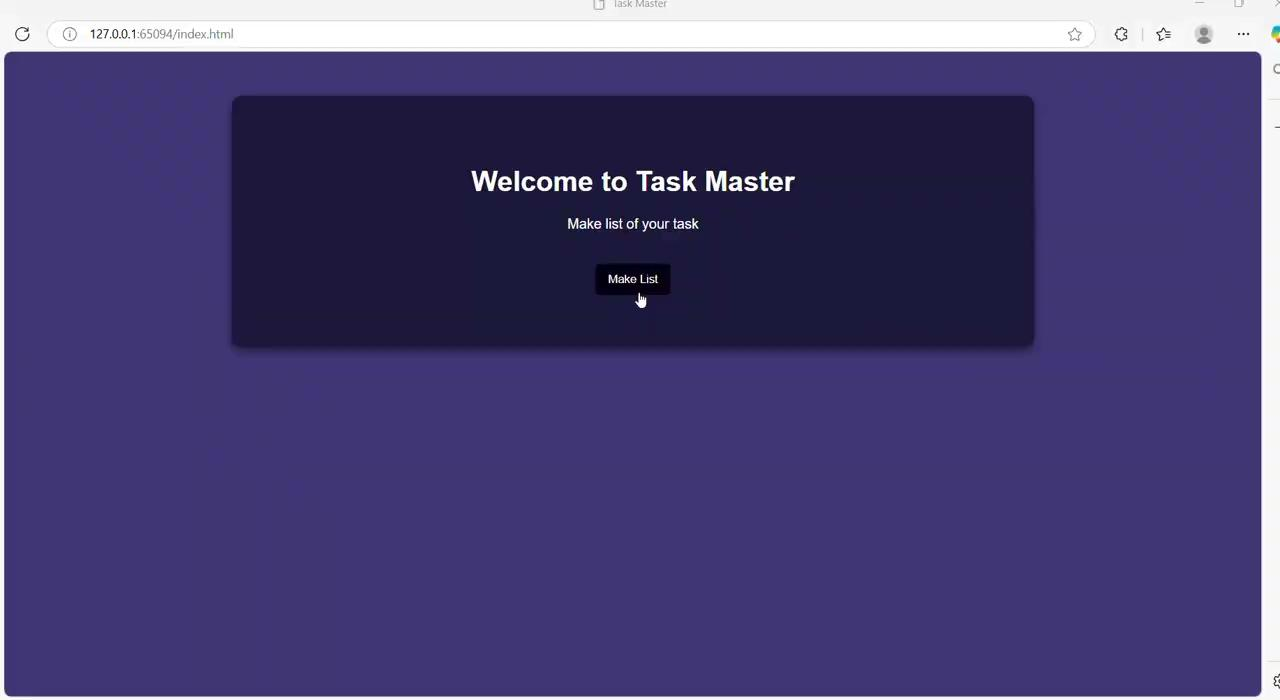 Task Master
127.0.0.1:65094/index.html
Welcome to Task Master
Make list of your task
Make List